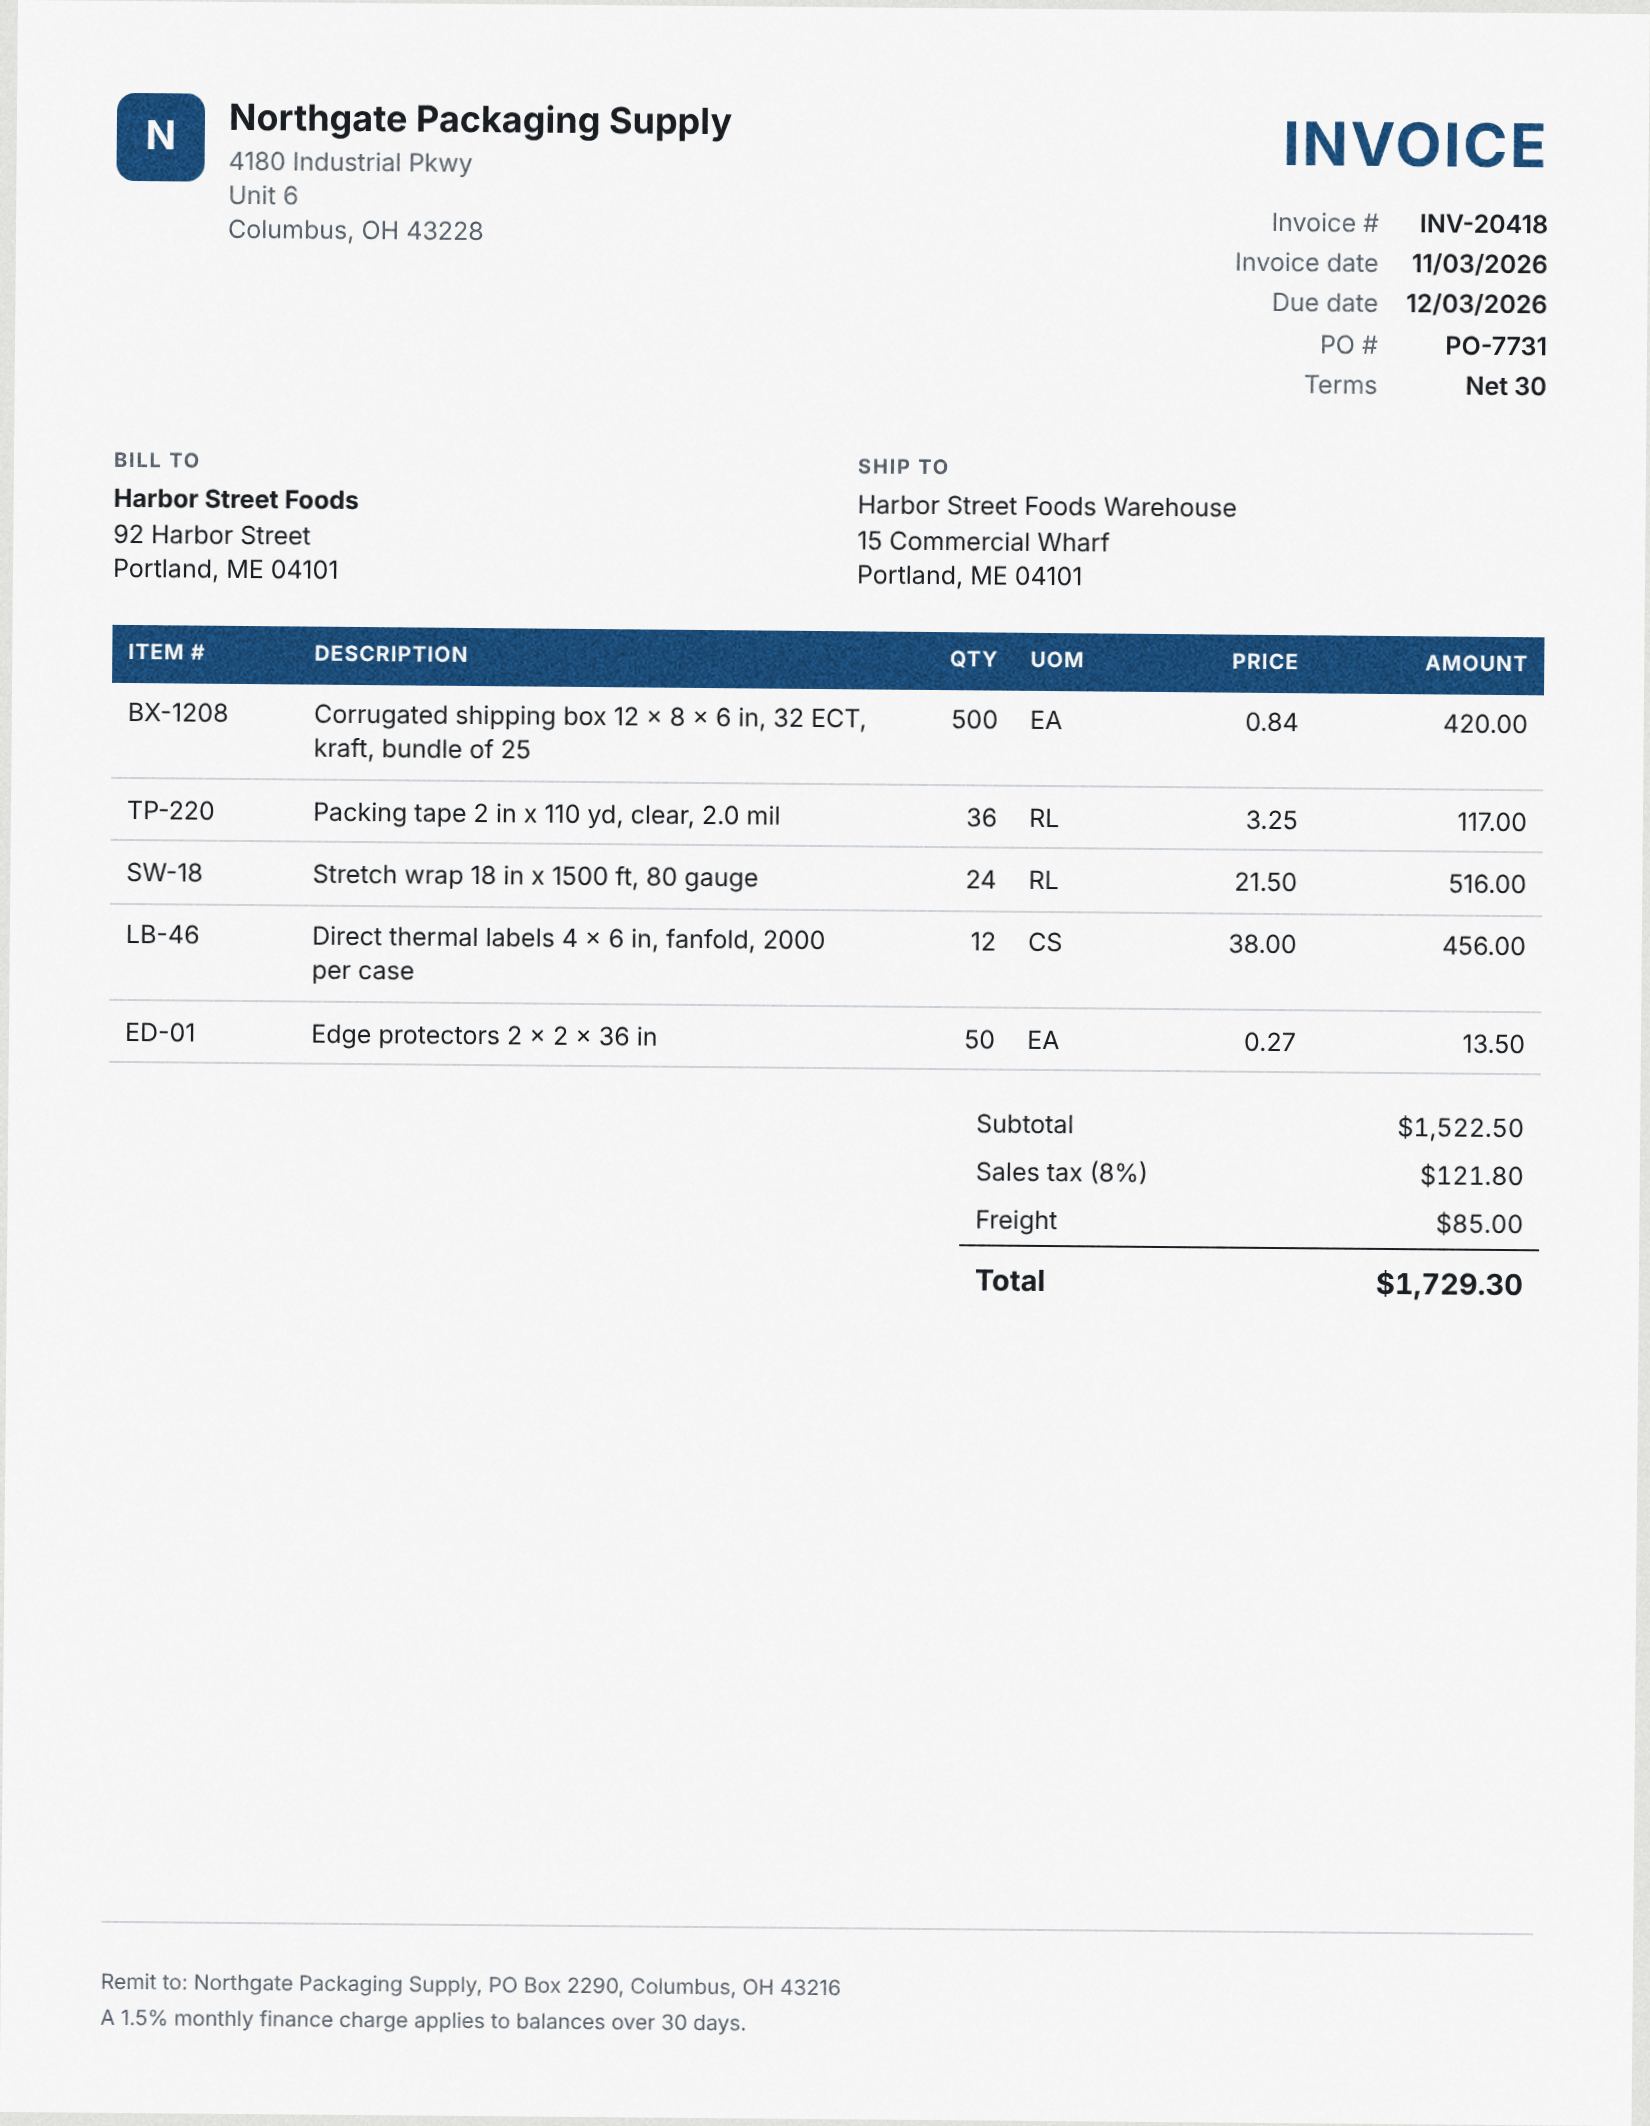 N
Northgate Packaging Supply
4180 Industrial Pkwy
Unit 6
Columbus, OH 43228
INVOICE
Invoice # INV-20418
Invoice date 11/03/2026
Due date 12/03/2026
PO # PO-7731
Terms Net 30
BILL TO
Harbor Street Foods
92 Harbor Street
Portland, ME 04101
SHIP TO
Harbor Street Foods Warehouse
15 Commercial Wharf
Portland, ME 04101
ITEM # DESCRIPTION QTY UOM PRICE AMOUNT
BX-1208 Corrugated shipping box 12 × 8 × 6 in, 32 ECT, 500 EA 0.84 420.00
kraft, bundle of 25
TP-220 Packing tape 2 in x 110 yd, clear, 2.0 mil 36 RL 3.25 117.00
SW-18 Stretch wrap 18 in x 1500 ft, 80 gauge 24 RL 21.50 516.00
LB-46 Direct thermal labels 4 × 6 in, fanfold, 2000 12 CS 38.00 456.00
per case
ED-01 Edge protectors 2 × 2 × 36 in 50 EA 0.27 13.50
Subtotal $1,522.50
Sales tax (8%) $121.80
Freight $85.00
Total $1,729.30
Remit to: Northgate Packaging Supply, PO Box 2290, Columbus, OH 43216
A 1.5% monthly finance charge applies to balances over 30 days.